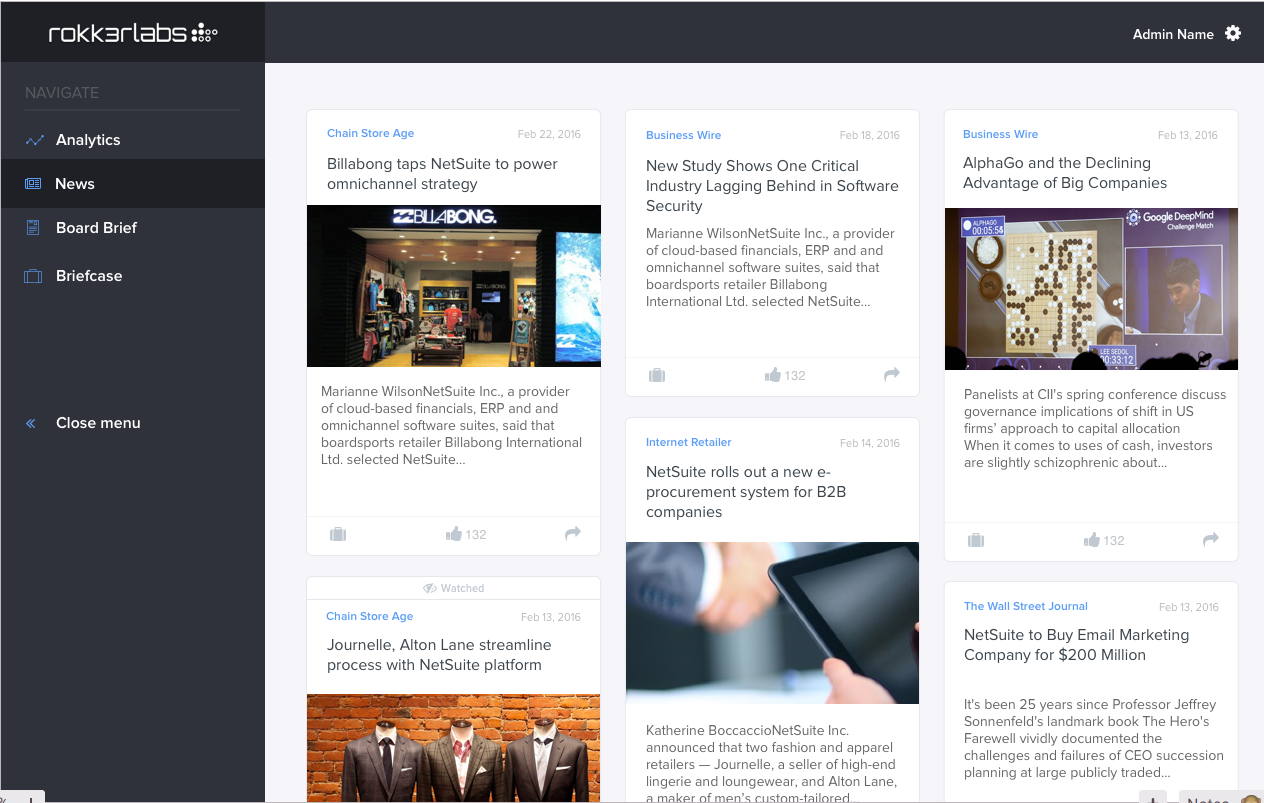 rokk3rlabs
Admin Name
NAVIGATE
Analytics
News
Board Brief
Briefcase
Close menu
Chain Store Age
Feb 22, 2016
Billabong taps NetSuite to power
omnichannel strategy
BILLABONG.
Marianne WilsonNetSuite Inc., a provider
of cloud-based financials, ERP and and
omnichannel software suites, said that
boardsports retailer Billabong International
Ltd. selected NetSuite...
132
Watched
Chain Store Age
Feb 13, 2016
Journelle, Alton Lane streamline
process with NetSuite platform
Business Wire
Feb 18, 2016
New Study Shows One Critical
Industry Lagging Behind in Software
Security
Marianne WilsonNetSuite Inc., a provider
of cloud-based financials, ERP and and
omnichannel software suites, said that
boardsports retailer Billabong
International Ltd. selected NetSuite...
132
Internet Retailer
Feb 14, 2016
NetSuite rolls out a new e-
procurement system for B2B
companies
Katherine BoccaccioNetSuite Inc.
announced that two fashion and apparel
retailers — Journelle, a seller of high-end
lingerie and loungewear, and Alton Lane,
a maker of men's custom-tailored...
Business Wire
Feb 13, 2016
AlphaGo and the Declining
Advantage of Big Companies
ALPHAGO
00:05:54
Google DeepMind
Challenge Match
LEE SEDOL
00:33:12
Panelists at CII's spring conference discuss
governance implications of shift in US
firms' approach to capital allocation
When it comes to uses of cash, investors
are slightly schizophrenic about...
132
The Wall Street Journal
Feb 13, 2016
NetSuite to Buy Email Marketing
Company for $200 Million
It's been 25 years since Professor Jeffrey
Sonnenfeld's landmark book The Hero's
Farewell vividly documented the
challenges and failures of CEO succession
planning at large publicly traded...
Notes